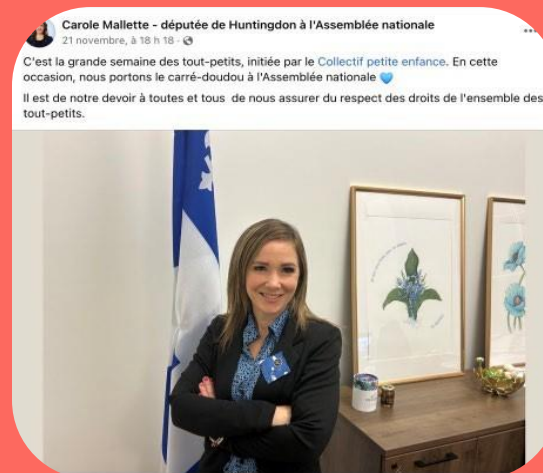 Carole Mallette - députée de Huntingdon à l'Assemblée nationale
21 novembre, à 18 h 18 ·
C'est la grande semaine des tout-petits, initiée par le Collectif petite enfance. En cette
occasion, nous portons le carré-doudou à l'Assemblée nationale 💙
Il est de notre devoir à toutes et tous de nous assurer du respect des droits de l'ensemble des
tout-petits.